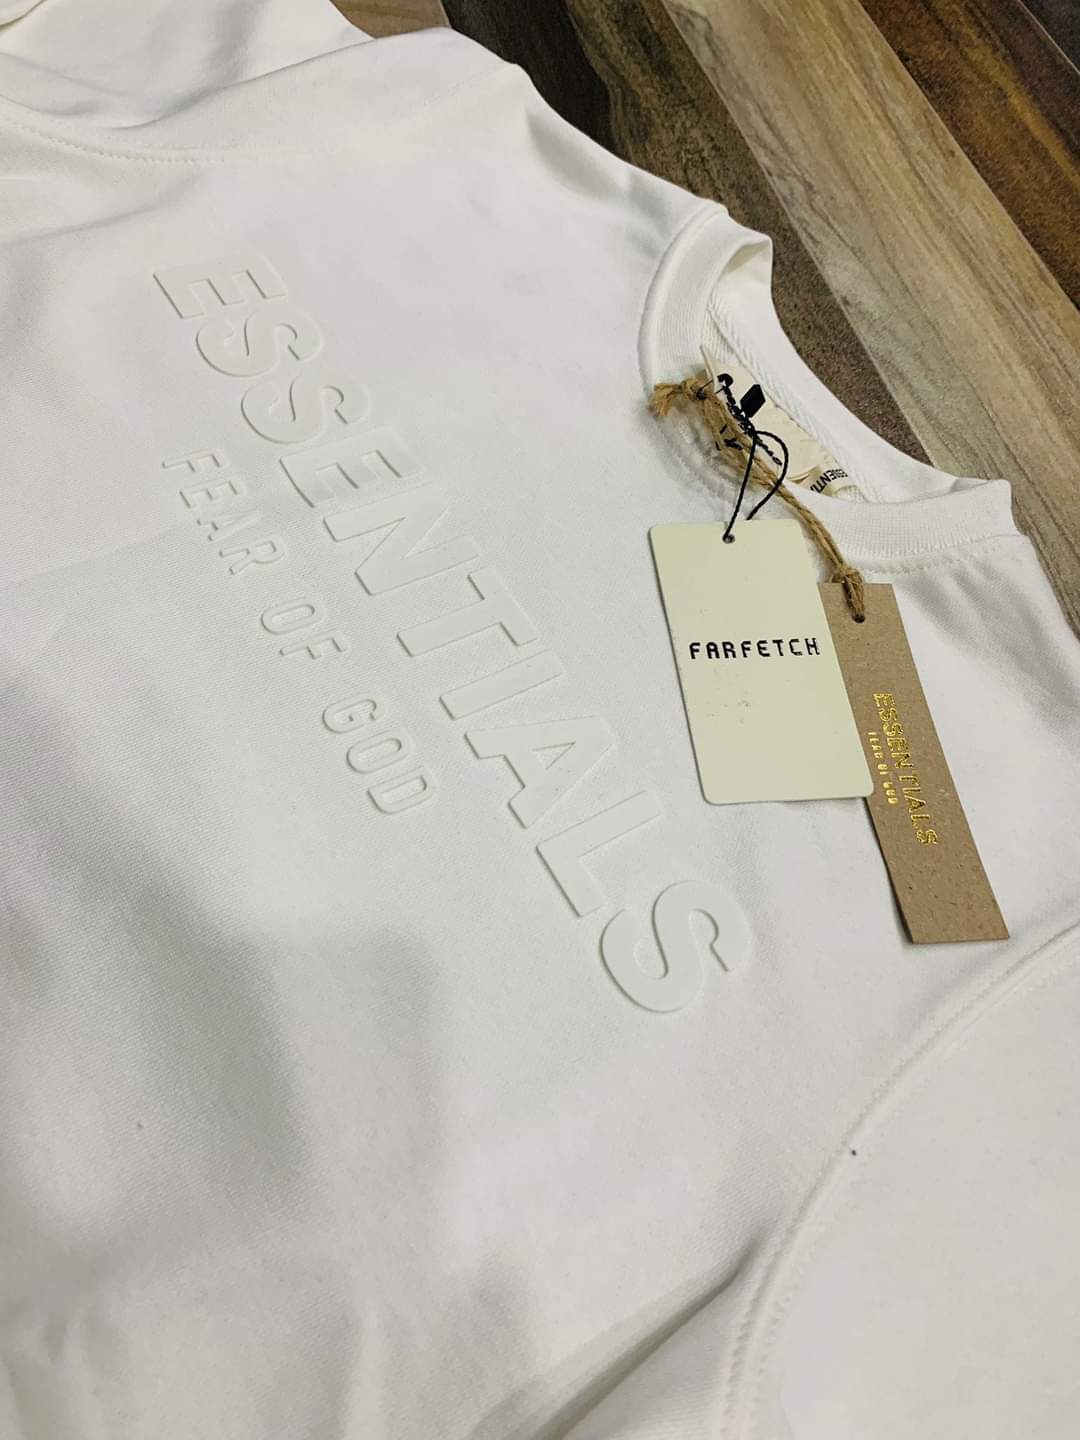 ESSENTIALS
FEAR OF GOD
FARFETCH
ESSENTIALS
FEAR OF GOD